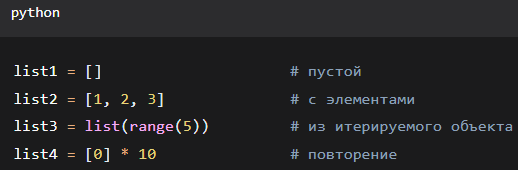 python
list1 = [] # пустой
list2 = [1, 2, 3] # с элементами
list3 = list(range(5)) # из итерируемого объекта
list4 = [0] * 10 # повторение